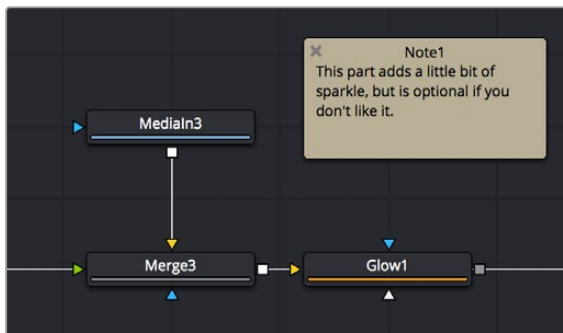 Note1
This part adds a little bit of
sparkle, but is optional if you
don't like it.
MediaIn3
Merge3
Glow1